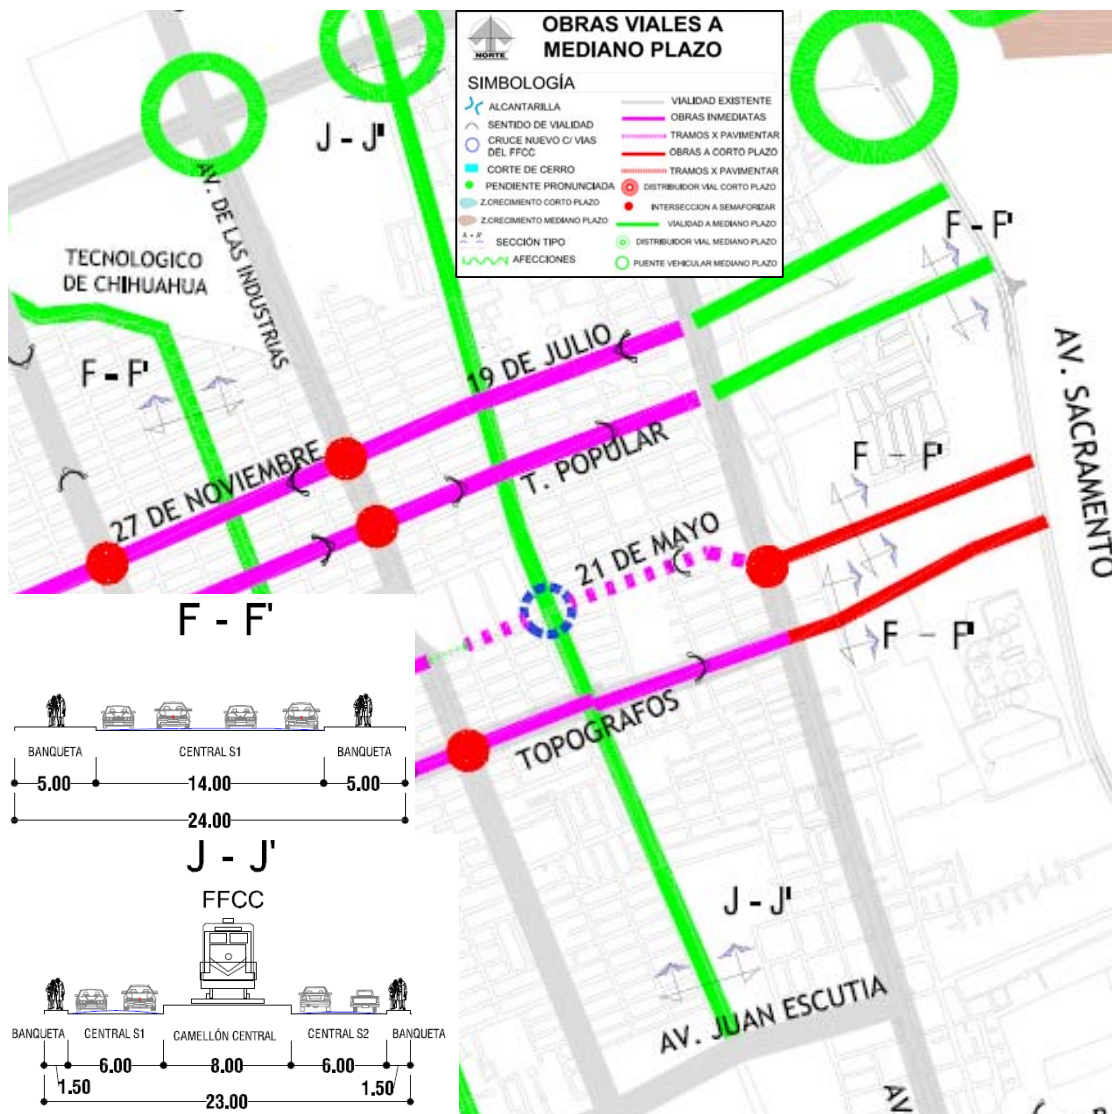 OBRAS VIALES A
MEDIANO PLAZO
NORTE
SIMBOLOGÍA
ALCANTARILLA
SENTIDO DE VIALIDAD
CRUCE NUEVO C/ VIAS
DEL FFCC
CORTE DE CERRO
PENDIENTE PRONUNCIADA
Z.CRECIMIENTO CORTO PLAZO
Z.CRECIMIENTO MEDIANO PLAZO
A - A'
SECCIÓN TIPO
AFECCIONES
VIALIDAD EXISTENTE
OBRAS INMEDIATAS
TRAMOS X PAVIMENTAR
OBRAS A CORTO PLAZO
TRAMOS X PAVIMENTAR
DISTRIBUIDOR VIAL CORTO PLAZO
INTERSECCION A SEMAFORIZAR
VIALIDAD A MEDIANO PLAZO
DISTRIBUIDOR VIAL MEDIANO PLAZO
PUENTE VEHICULAR MEDIANO PLAZO
J - J'
AV. DE LAS INDUSTRIAS
F - F'
TECNOLOGICO
DE CHIHUAHUA
F - F'
19 DE JULIO
AV. SACRAMENTO
27 DE NOVIEMBRE
T. POPULAR
F - F'
21 DE MAYO
F - F'
TOPOGRAFOS
J - J'
AV. JUAN ESCUTIA
AV
F - F'
BANQUETA
CENTRAL S1
BANQUETA
5.00
14.00
5.00
24.00
J - J'
FFCC
BANQUETA
CENTRAL S1
CAMELLÓN CENTRAL
CENTRAL S2
BANQUETA
6.00
8.00
6.00
1.50
1.50
23.00